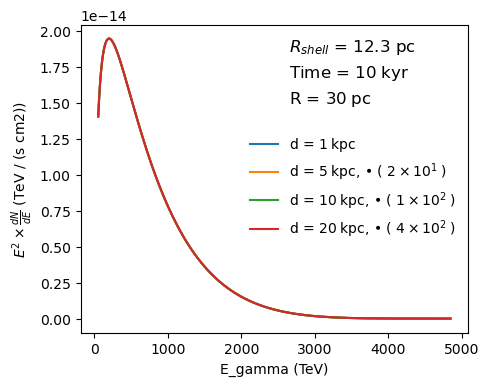 1e−14
2.00
1.75
1.50
1.25
1.00
0.75
0.50
0.25
0.00
E² × dN/dE (TeV / (s cm2))
R_shell = 12.3 pc
Time = 10 kyr
R = 30 pc
d = 1 kpc
d = 5 kpc, • ( 2 × 10¹ )
d = 10 kpc, • ( 1 × 10² )
d = 20 kpc, • ( 4 × 10² )
0 1000 2000 3000 4000 5000
E_gamma (TeV)